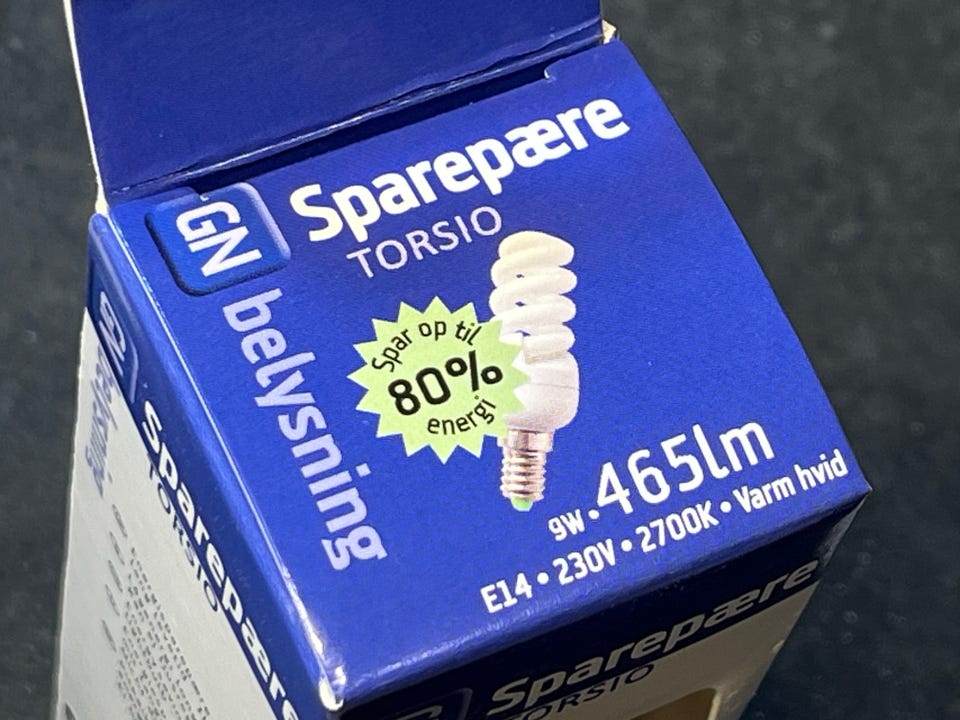 Sparepære
TORSIO
GN
belysning
Spar op til
80%
energi
9W • 465lm
E14 • 230V • 2700K • Varm hvid
Sparepære
TORSIO
Sparepære
TORSIO